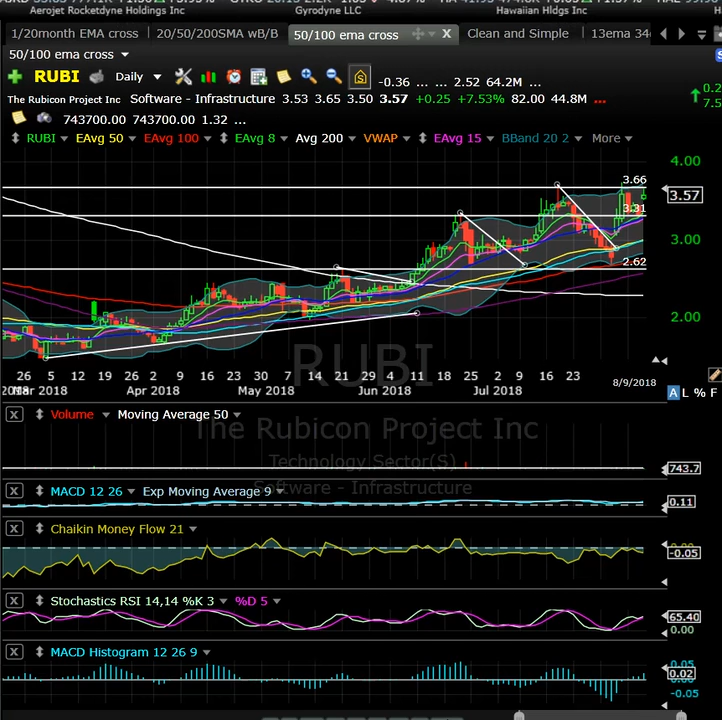 Aerojet Rocketdyne Holdings Gyrodyne LLC Hawaiian Hldgs Inc
1/20month EMA cross 20/50/200SMA wB/B 50/100 ema cross X Clean and Simple 13ema 34
50/100 ema cross
RUBI Daily -0.36 ... ... 2.52 64.2M ...
The Rubicon Project Inc Software - Infrastructure 3.53 3.65 3.50 3.57 +0.25 +7.53% 82.00 44.8M ...
743700.00 743700.00 1.32 ...
RUBI EAvg 50 EAvg 100 EAvg 8 Avg 200 VWAP EAvg 15 BBand 20 2 More
4.00
3.66
3.57
3.31
3.00
2.62
2.00
RUBI
26 5 12 19 26 2 9 16 23 30 7 14 21 29 4 11 18 25 2 9 16 23
Mar 2018 Apr 2018 May 2018 Jun 2018 Jul 2018 8/9/2018
A L % F
X Volume Moving Average 50
The Rubicon Project Inc
Technology Sector(S)
743.7
Software - Infrastructure
X MACD 12 26 Exp Moving Average 9
0.11
X Chaikin Money Flow 21
0.00
-0.05
X Stochastics RSI 14,14 %K 3 %D 5
65.40
0.00
X MACD Histogram 12 26 9
0.05
0.02
-0.05